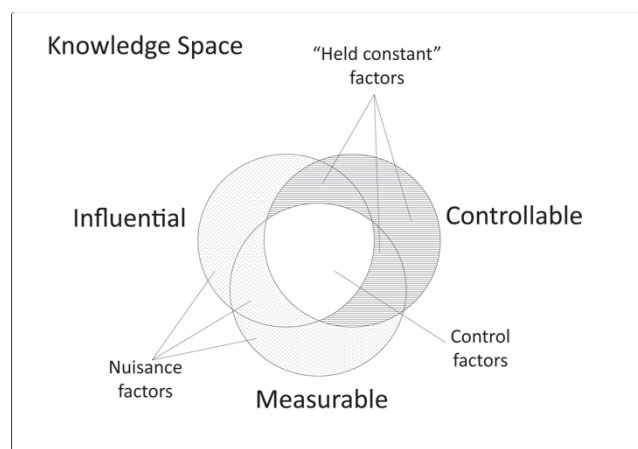 Knowledge Space
“Held constant”
factors
Influential
Controllable
Control
factors
Nuisance
factors
Measurable